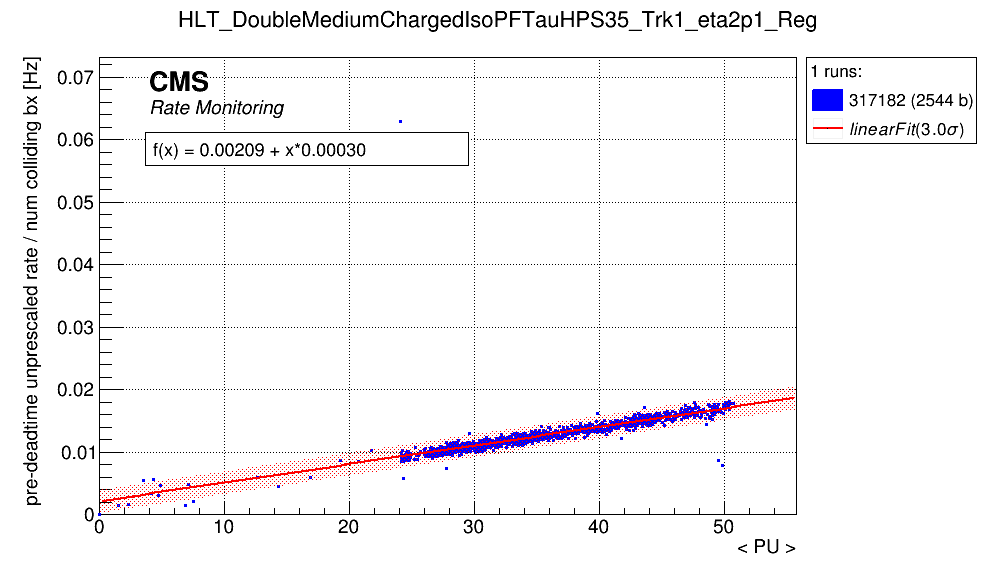 HLT_DoubleMediumChargedIsoPFTauHPS35_Trk1_eta2p1_Reg
pre-deadtime unprescaled rate / num colliding bx [Hz]
CMS
Rate Monitoring
f(x) = 0.00209 + x*0.00030
0.07
0.06
0.05
0.04
0.03
0.02
0.01
0
0 10 20 30 40 50
< PU >
1 runs:
317182 (2544 b)
linearFit(3.0σ)